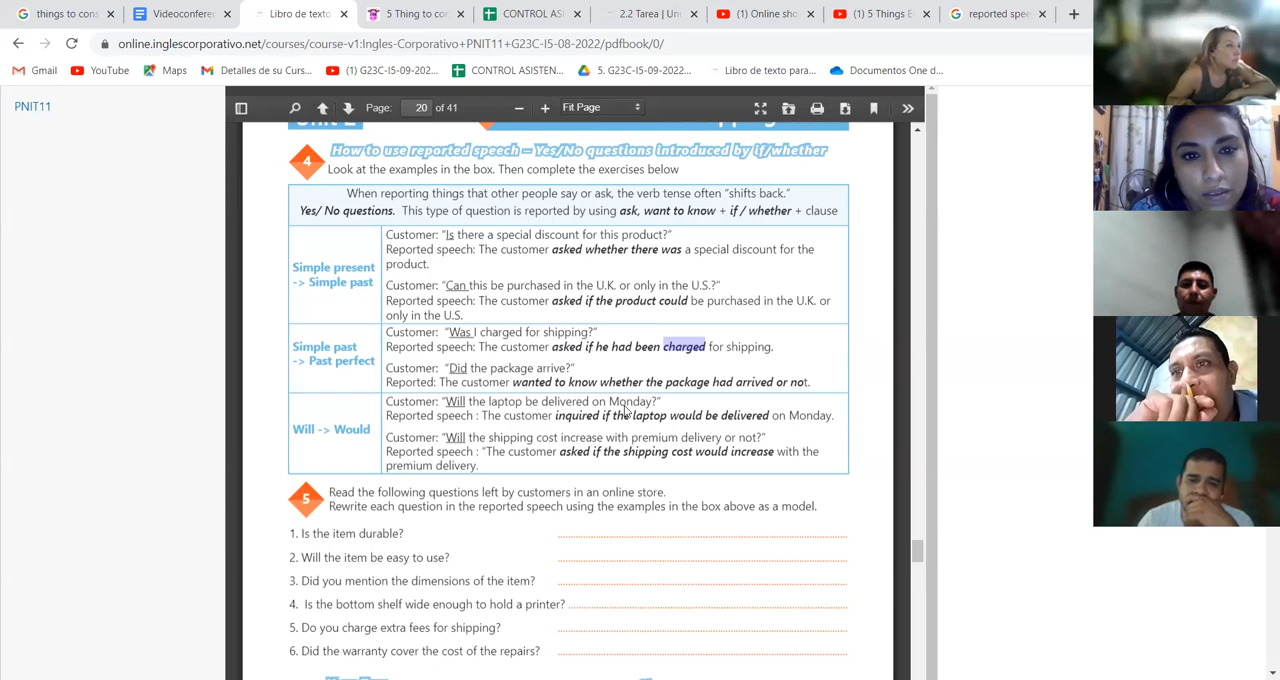 things to cons
Videoconferen
Libro de texto
5 Thing to con
CONTROL ASI
2.2 Tarea | Uni
(1) Online sho
(1) 5 Things Ev
reported spee
online.inglescorporativo.net/courses/course-v1:Ingles-Corporativo+PNIT11+G23C-I5-08-2022/pdfbook/0/
Gmail
YouTube
Maps
Detalles de su Curs...
(1) G23C-I5-09-202...
CONTROL ASISTEN...
5. G23C-I5-09-2022...
Libro de texto para...
Documentos One d...
PNIT11
Page: 20 of 41
Fit Page
4
How to use reported speech – Yes/No questions introduced by if/whether
Look at the examples in the box. Then complete the exercises below
When reporting things that other people say or ask, the verb tense often "shifts back."
Yes/ No questions. This type of question is reported by using ask, want to know + if / whether + clause
Simple present
-> Simple past
Customer: "Is there a special discount for this product?"
Reported speech: The customer asked whether there was a special discount for the
product.
Customer: "Can the purchased in the U.K. or only in the U.S.?"
Reported speech: The customer asked if the product could be purchased in the U.K. or
only in the U.S.
Simple past
-> Past perfect
Customer: "Was I charged for shipping?"
Reported speech: The customer asked if he had been charged for shipping.
Customer: "Did the package arrive?"
Reported: The customer wanted to know whether the package had arrived or not.
Will -> Would
Customer: "Will the laptop be delivered on Monday?"
Reported speech : The customer inquired if the laptop would be delivered on Monday.
Customer: "Will the shipping cost increase with premium delivery or not?"
Reported speech : "The customer asked if the shipping cost would increase with the
premium delivery.
5
Read the following questions left by customers in an online store.
Rewrite each question in the reported speech using the examples in the box above as a model.
1. Is the item durable?
2. Will the item be easy to use?
3. Did you mention the dimensions of the item?
4. Is the bottom shelf wide enough to hold a printer?
5. Do you charge extra fees for shipping?
6. Did the warranty cover the cost of the repairs?